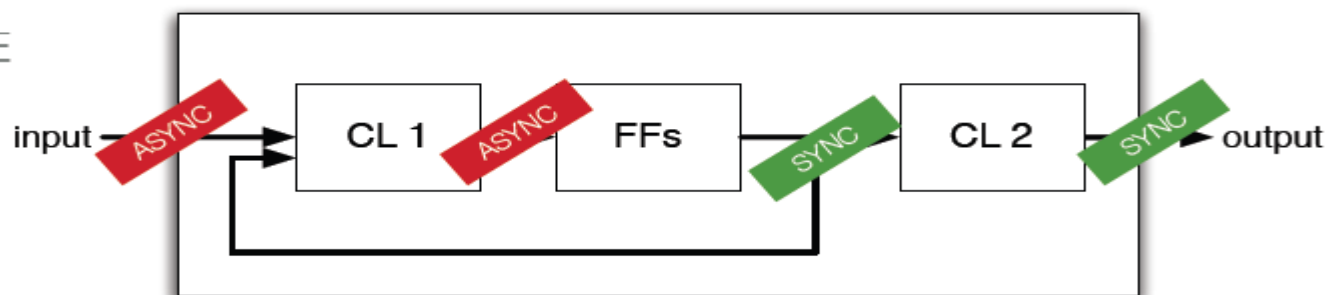 E
input
ASYNC
CL 1
ASYNC
FFs
SYNC
CL 2
SYNC
output